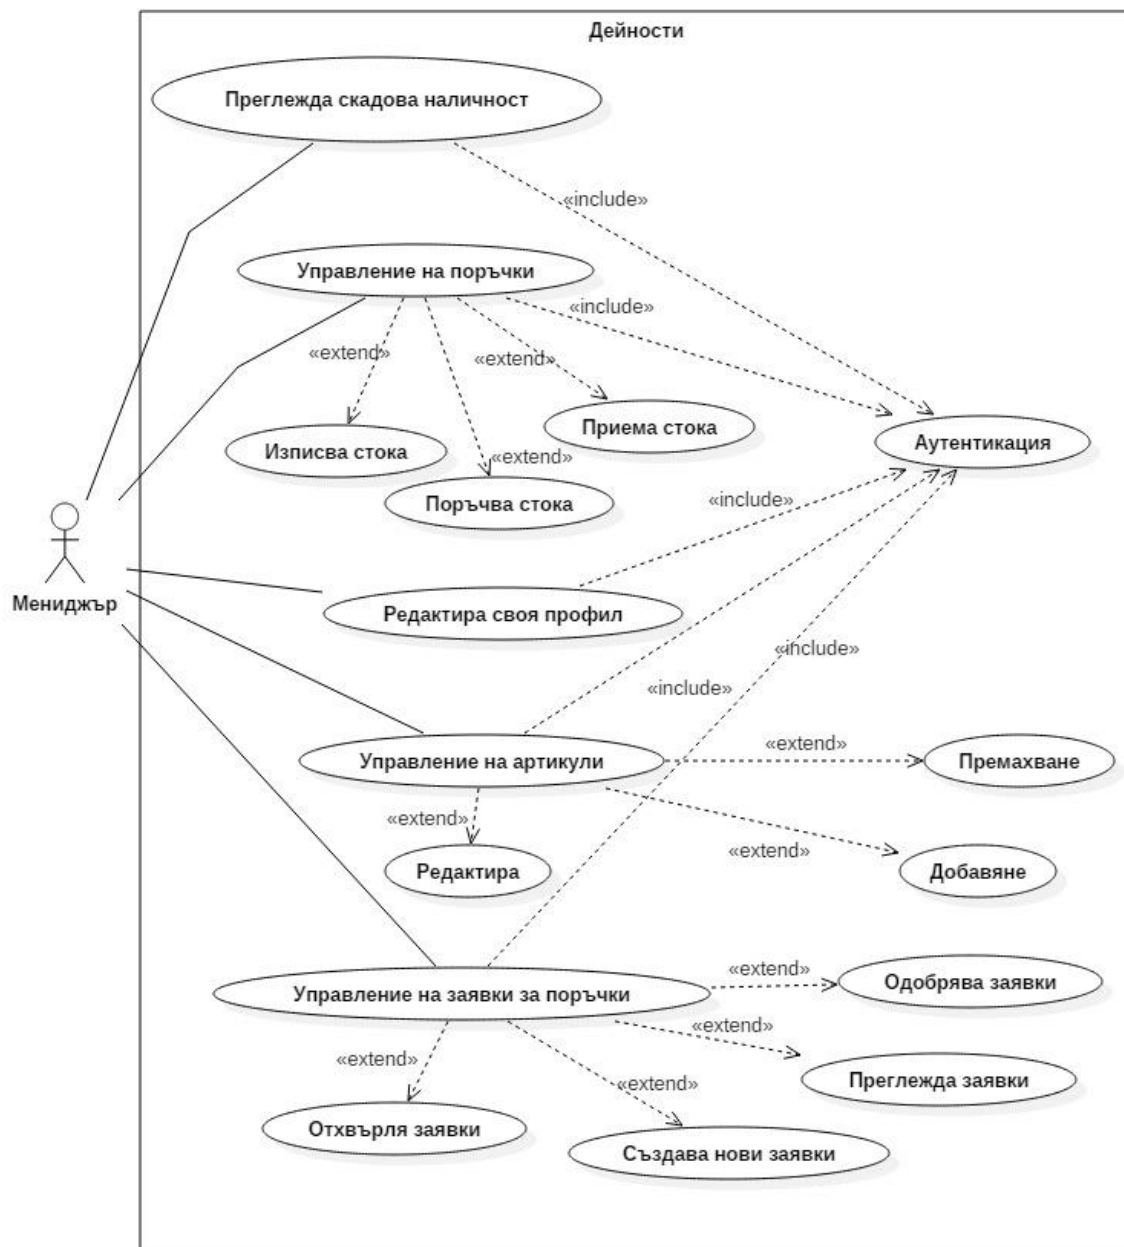 Дейности
Преглежда скадова наличност
«include»
Управление на поръчки
«include»
«extend»
«extend»
Приема стока
Изписва стока
Аутентикация
«extend»
Поръчва стока
«include»
Мениджър
Редактира своя профил
«include»
«include»
Управление на артикули
«extend»
Премахване
«extend»
«extend»
Редактира
Добавяне
Управление на заявки за поръчки
«extend»
Одобрява заявки
«extend»
«extend»
Преглежда заявки
«extend»
Отхвърля заявки
Създава нови заявки